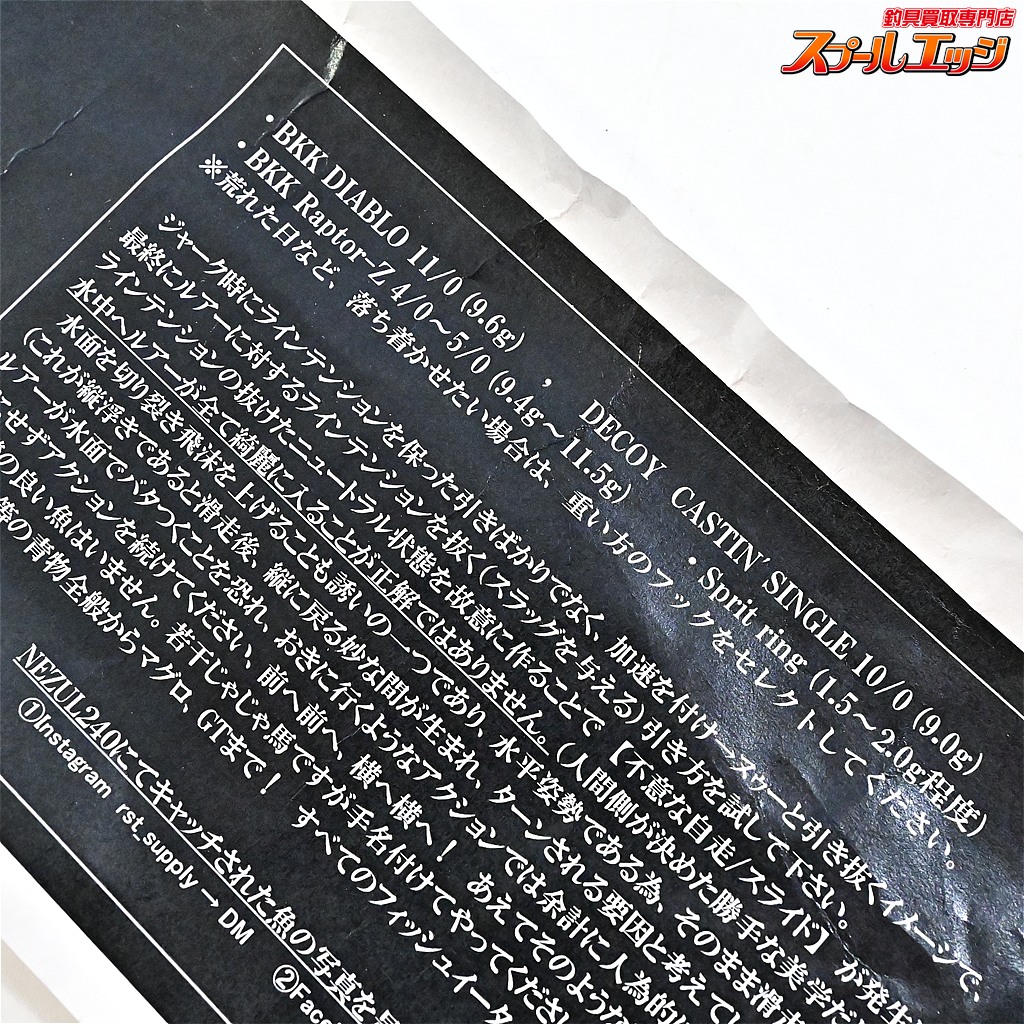 釣具買取専門店
スプールエッジ
・BKK DIABLO 11/0 (9.6g) , DECOY CASTIN' SINGLE 10/0 (9.0g)
・BKK Raptor-Z 4/0〜5/0 (9.4g〜11.5g) ・Sprit ring (1.5〜2.0g程度)
※荒れた日など、落ち着かせたい場合は、重い方のフックをセレクトしてください。
ジャーク時にラインテンションを保った引きばかりでなく、加速を付けースウーと引き抜くイメージで、
最終にルアーに対するラインテンションを抜く(スラックを与える)引き方を試して下さい。
ラインテンションの抜けたニュートラル状態を故意に作ることで【不意な自走/スライド】が発生
水中へルアーが全て綺麗に入ることが正解ではありません。(人間側が決めた勝手な美学だ
水面を切り裂き飛沫を上げることも誘いの一つであり、水平姿勢である為、そのまま滑
(これが縦浮きであると滑走後、縦に戻る妙な間が生まれ、ターンされる要因と考えて
ルアーが水面でバタつくことを恐れ、おきに行くようなアクションでは余計に人為的
せずアクションを続けてください、前へ前へ、横へ横へ! あえてそのような
の良い魚はいません。若干じゃじゃ馬ですが手名付けてやってくださ
等の青物全般からマグロ、GTまで! すべてのフィッシュイータ
NEZUL240にてキャッチされた魚の写真を
①Instagram rst_supply→DM ②Face